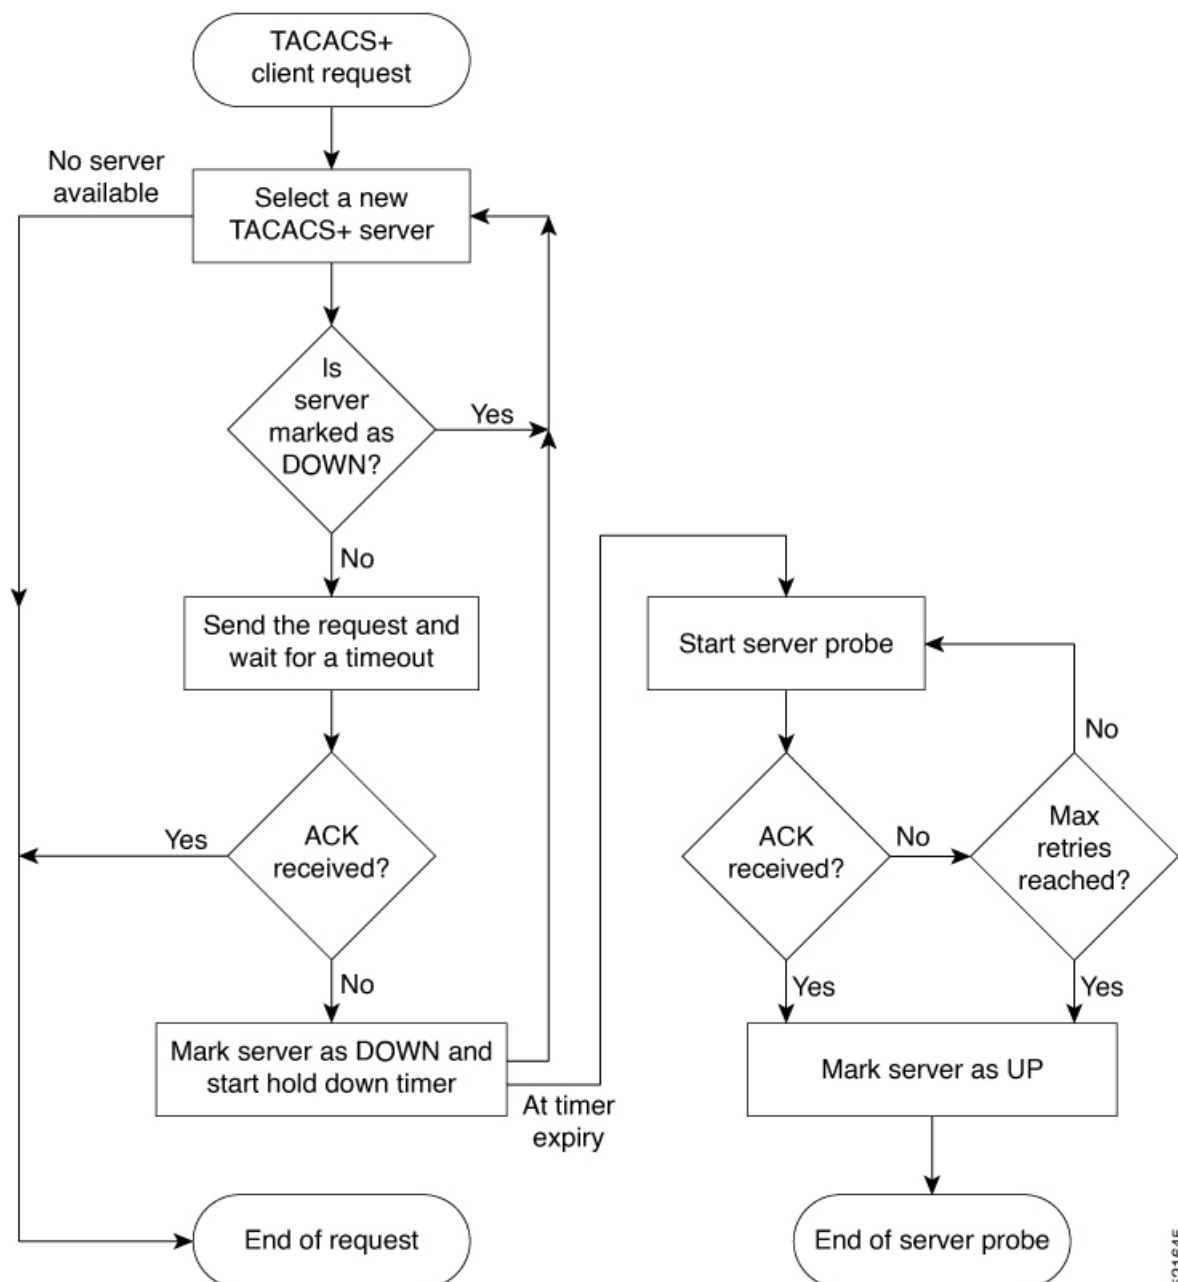 TACACS+
client request
No server
available
Select a new
TACACS+ server
Is
server
marked as
DOWN?
Yes
No
Send the request and
wait for a timeout
Yes
ACK
received?
No
Mark server as DOWN and
start hold down timer
At timer
expiry
End of request
Start server probe
No
ACK
received?
No
Max
retries
reached?
Yes
Yes
Mark server as UP
End of server probe